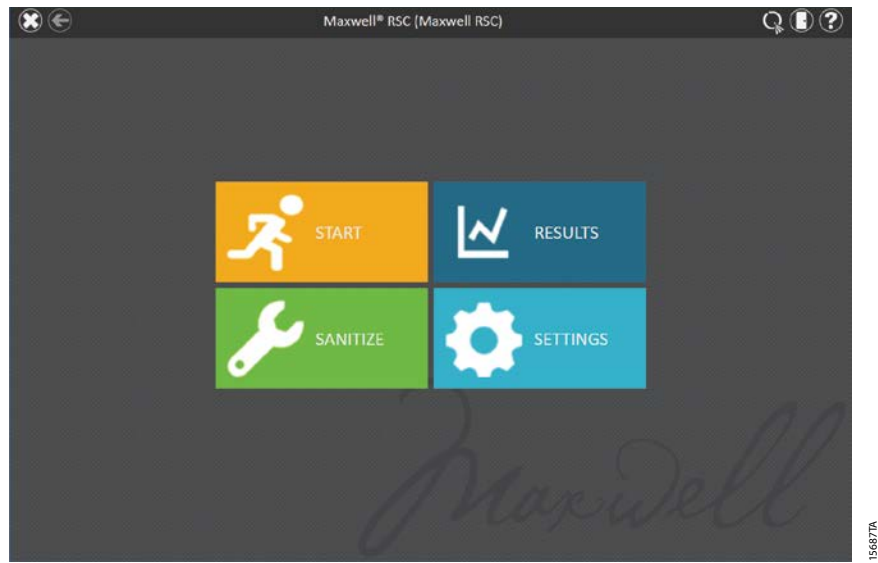 Maxwell® RSC (Maxwell RSC)
?
START
RESULTS
SANITIZE
SETTINGS
Maxwell
15687TA